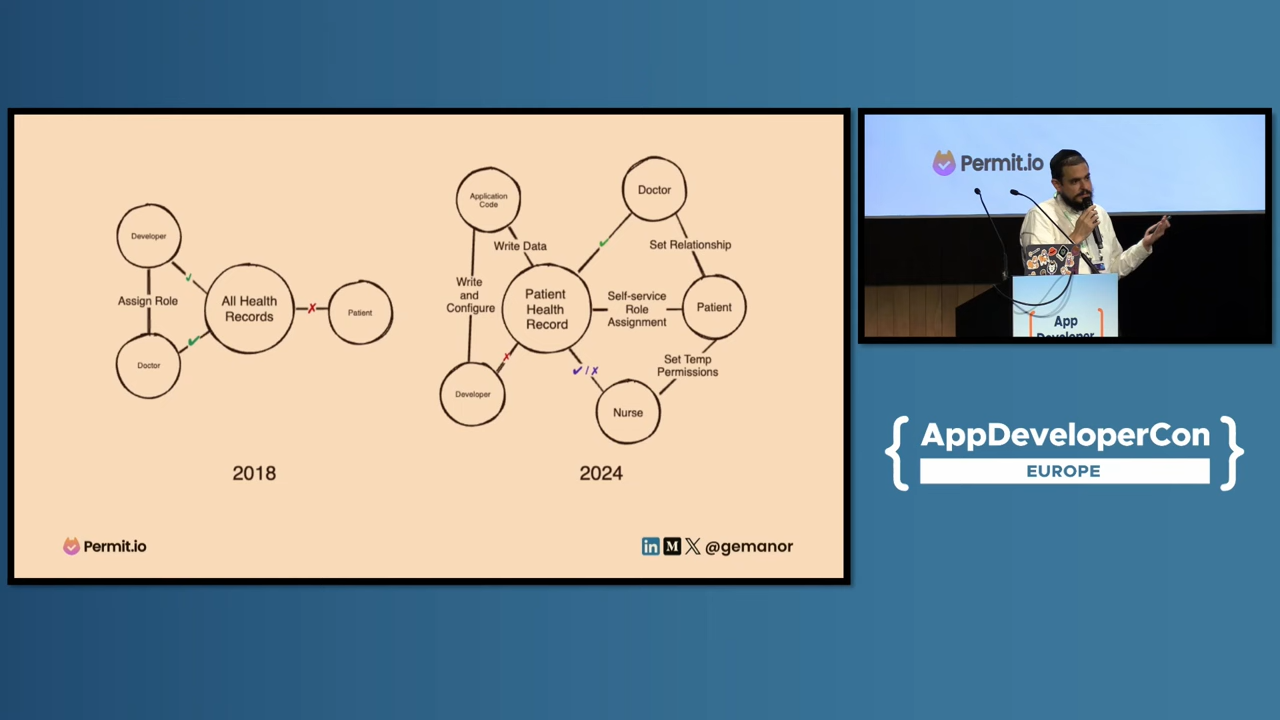 Developer
Assign Role
Doctor
All Health
Records
Patient
2018
Application
Code
Write Data
Write
and
Configure
Developer
Patient
Health
Record
Doctor
Set Relationship
Self-service
Role
Assignment
Patient
Set Temp
Permissions
Nurse
2024
Permit.io
in M X @gemanor
Permit.io
App
Developer
{ AppDeveloperCon }
EUROPE